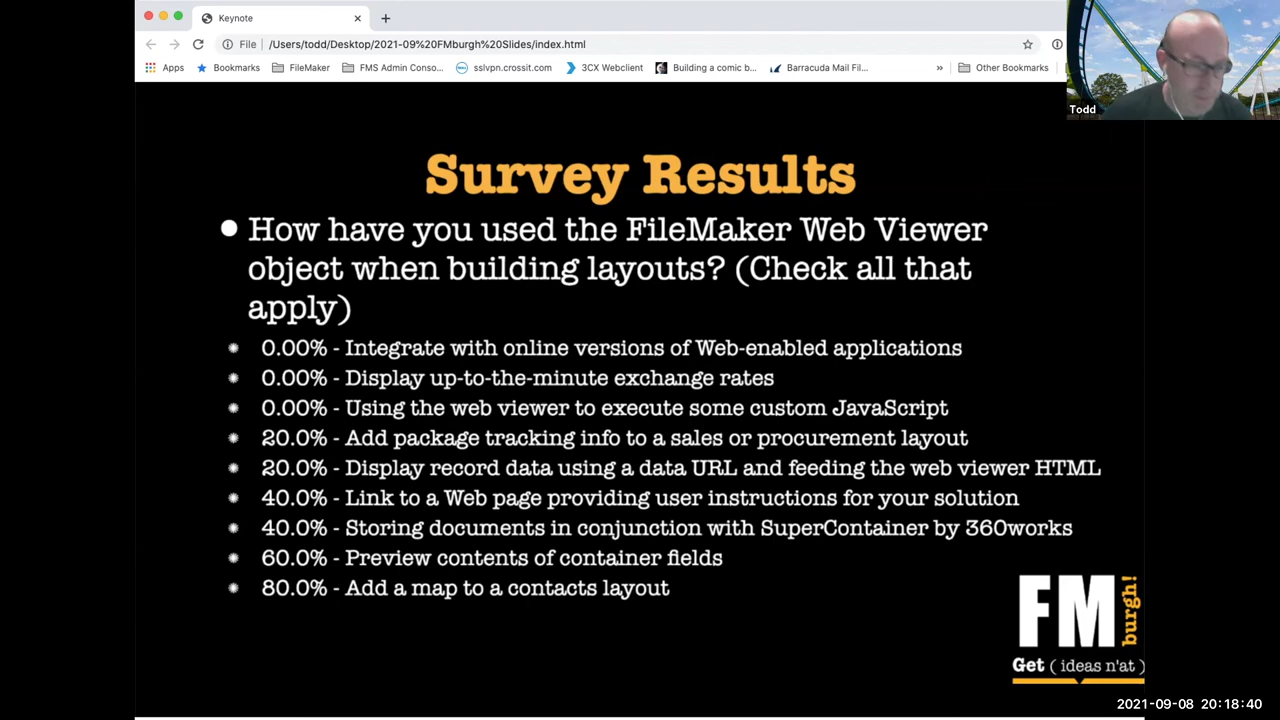 Keynote
File | /Users/todd/Desktop/2021-09%20FMburgh%20Slides/index.html
Apps Bookmarks FileMaker FMS Admin Conso... sslvpn.crossit.com 3CX Webclient Building a comic b... Barracuda Mail Fil... » Other Bookmarks
Todd
Survey Results
How have you used the FileMaker Web Viewer
object when building layouts? (Check all that
apply)
0.00% - Integrate with online versions of Web-enabled applications
0.00% - Display up-to-the-minute exchange rates
0.00% - Using the web viewer to execute some custom JavaScript
20.0% - Add package tracking info to a sales or procurement layout
20.0% - Display record data using a data URL and feeding the web viewer HTML
40.0% - Link to a Web page providing user instructions for your solution
40.0% - Storing documents in conjunction with SuperContainer by 360works
60.0% - Preview contents of container fields
80.0% - Add a map to a contacts layout
FM burgh!
Get ( ideas n'at )
2021-09-08 20:18:40